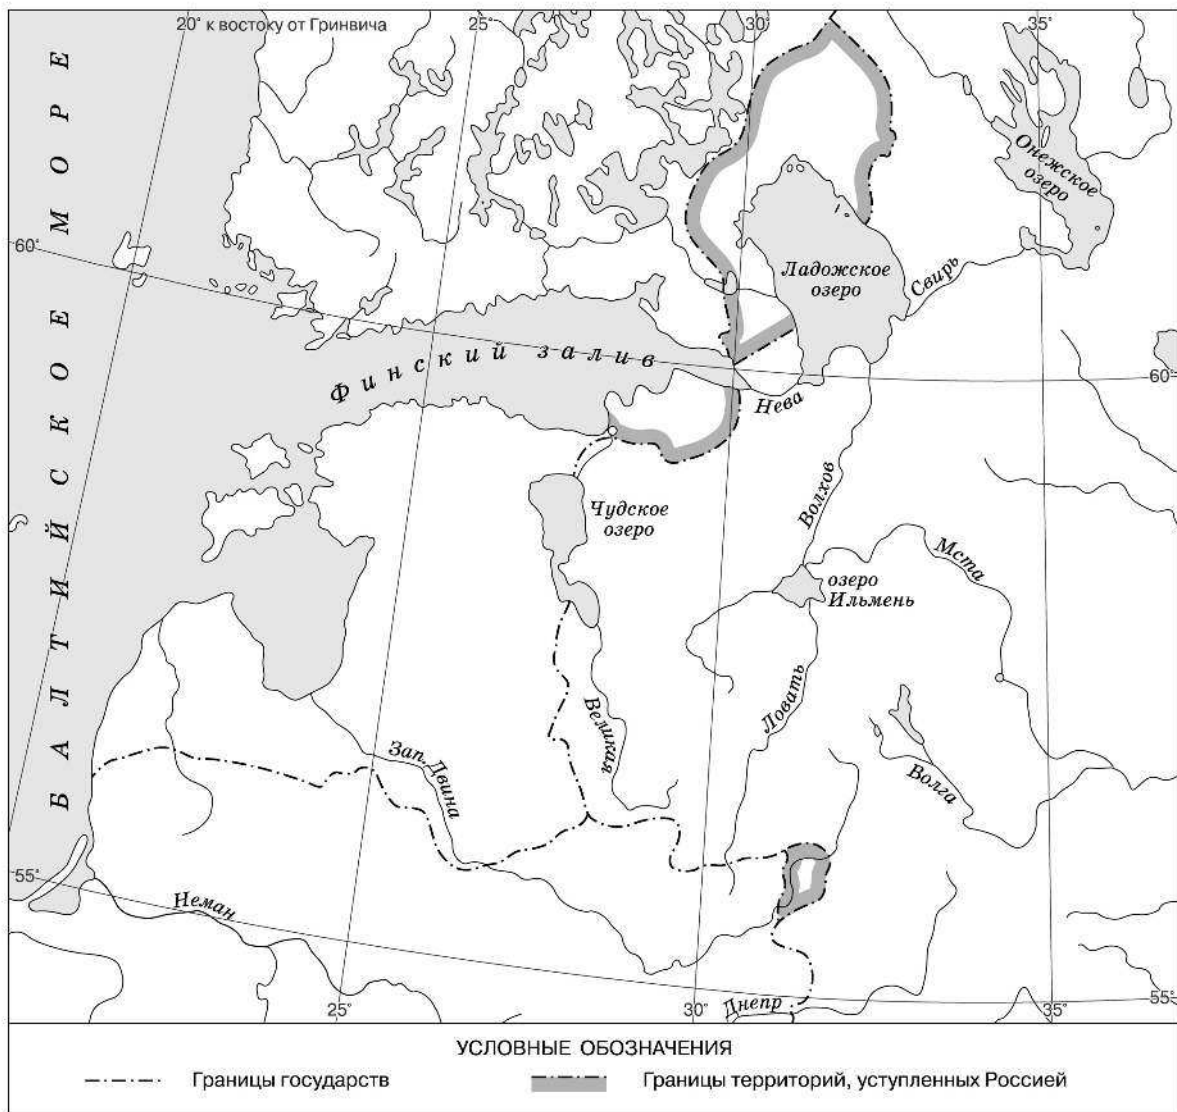 20° к востоку от Гринвича
25°
30°
35°
БАЛТИЙСКОЕ МОРЕ
Онежское
озеро
60°
Ладожское
озеро
Свирь
Финский залив
60°
Нева
Волхов
Чудское
озеро
Мста
озеро
Ильмень
Ловать
Великая
Зап. Двина
Волга
55°
Неман
25°
30°
Днепр
35°
55°
УСЛОВНЫЕ ОБОЗНАЧЕНИЯ
Границы государств
Границы территорий, уступленных Россией